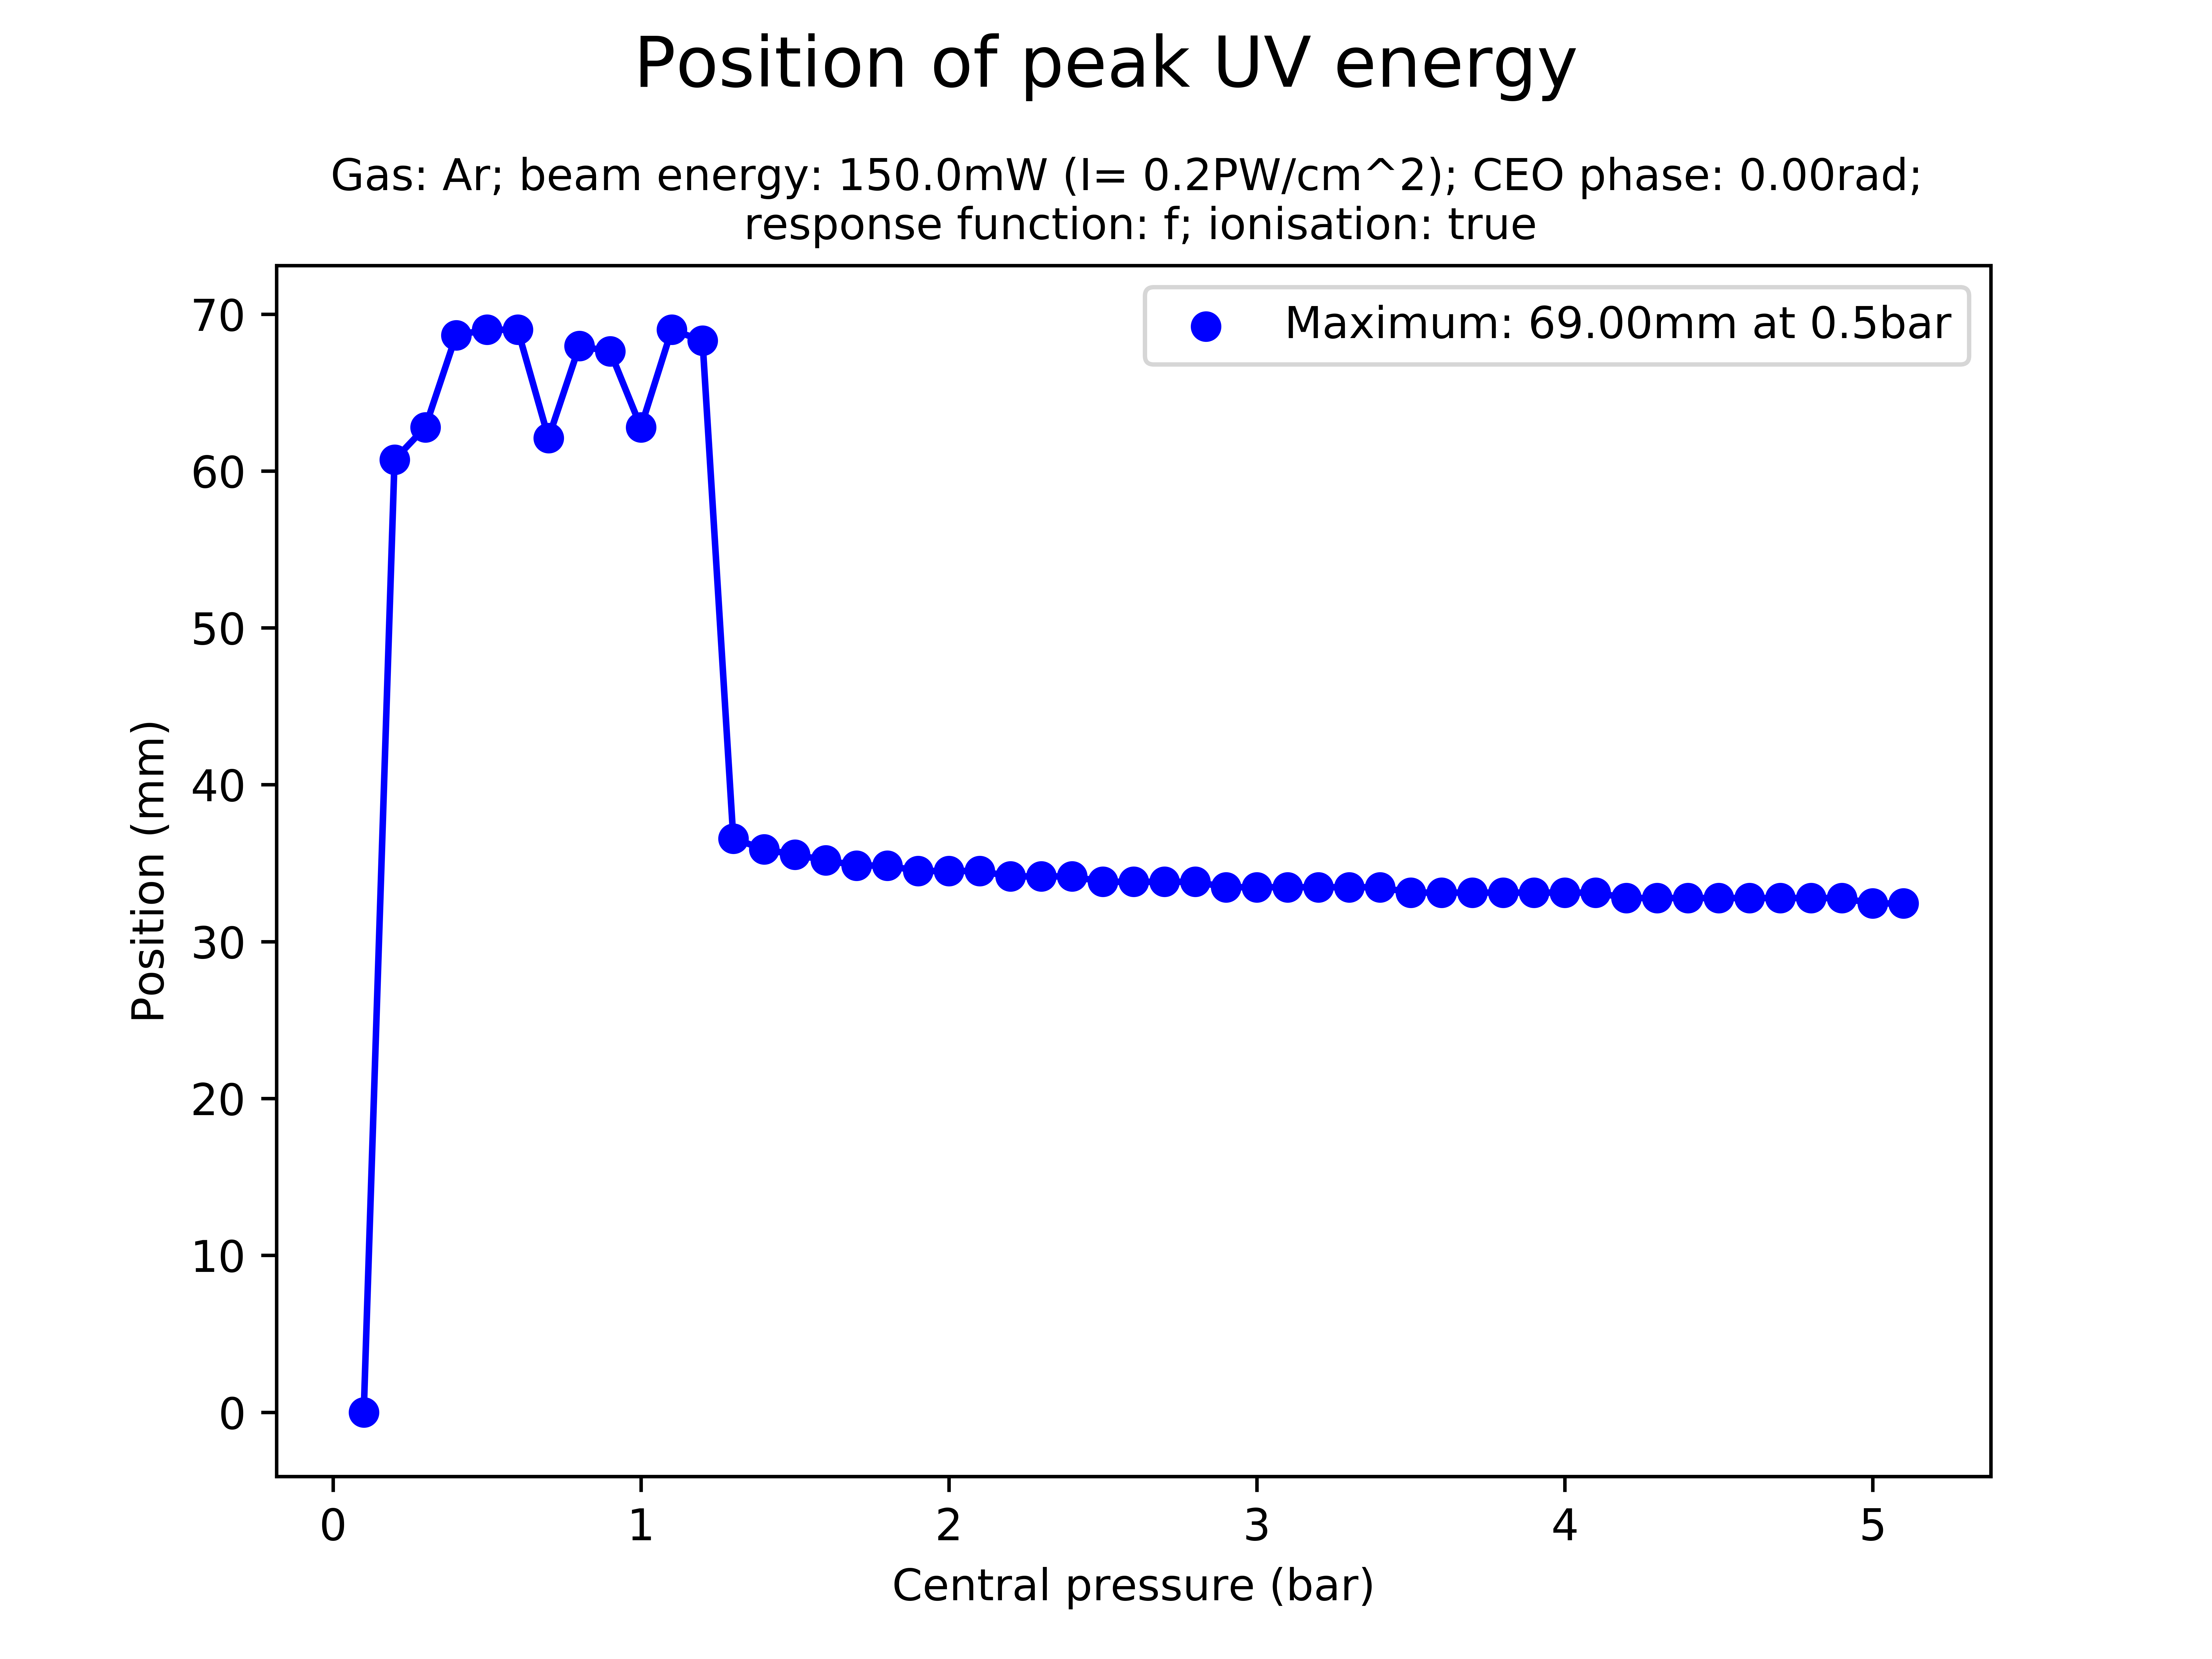 Position of peak UV energy
Gas: Ar; beam energy: 150.0mW (I= 0.2PW/cm^2); CEO phase: 0.00rad;
response function: f; ionisation: true
Maximum: 69.00mm at 0.5bar
70
60
50
40
30
20
10
0
Position (mm)
0 1 2 3 4 5
Central pressure (bar)